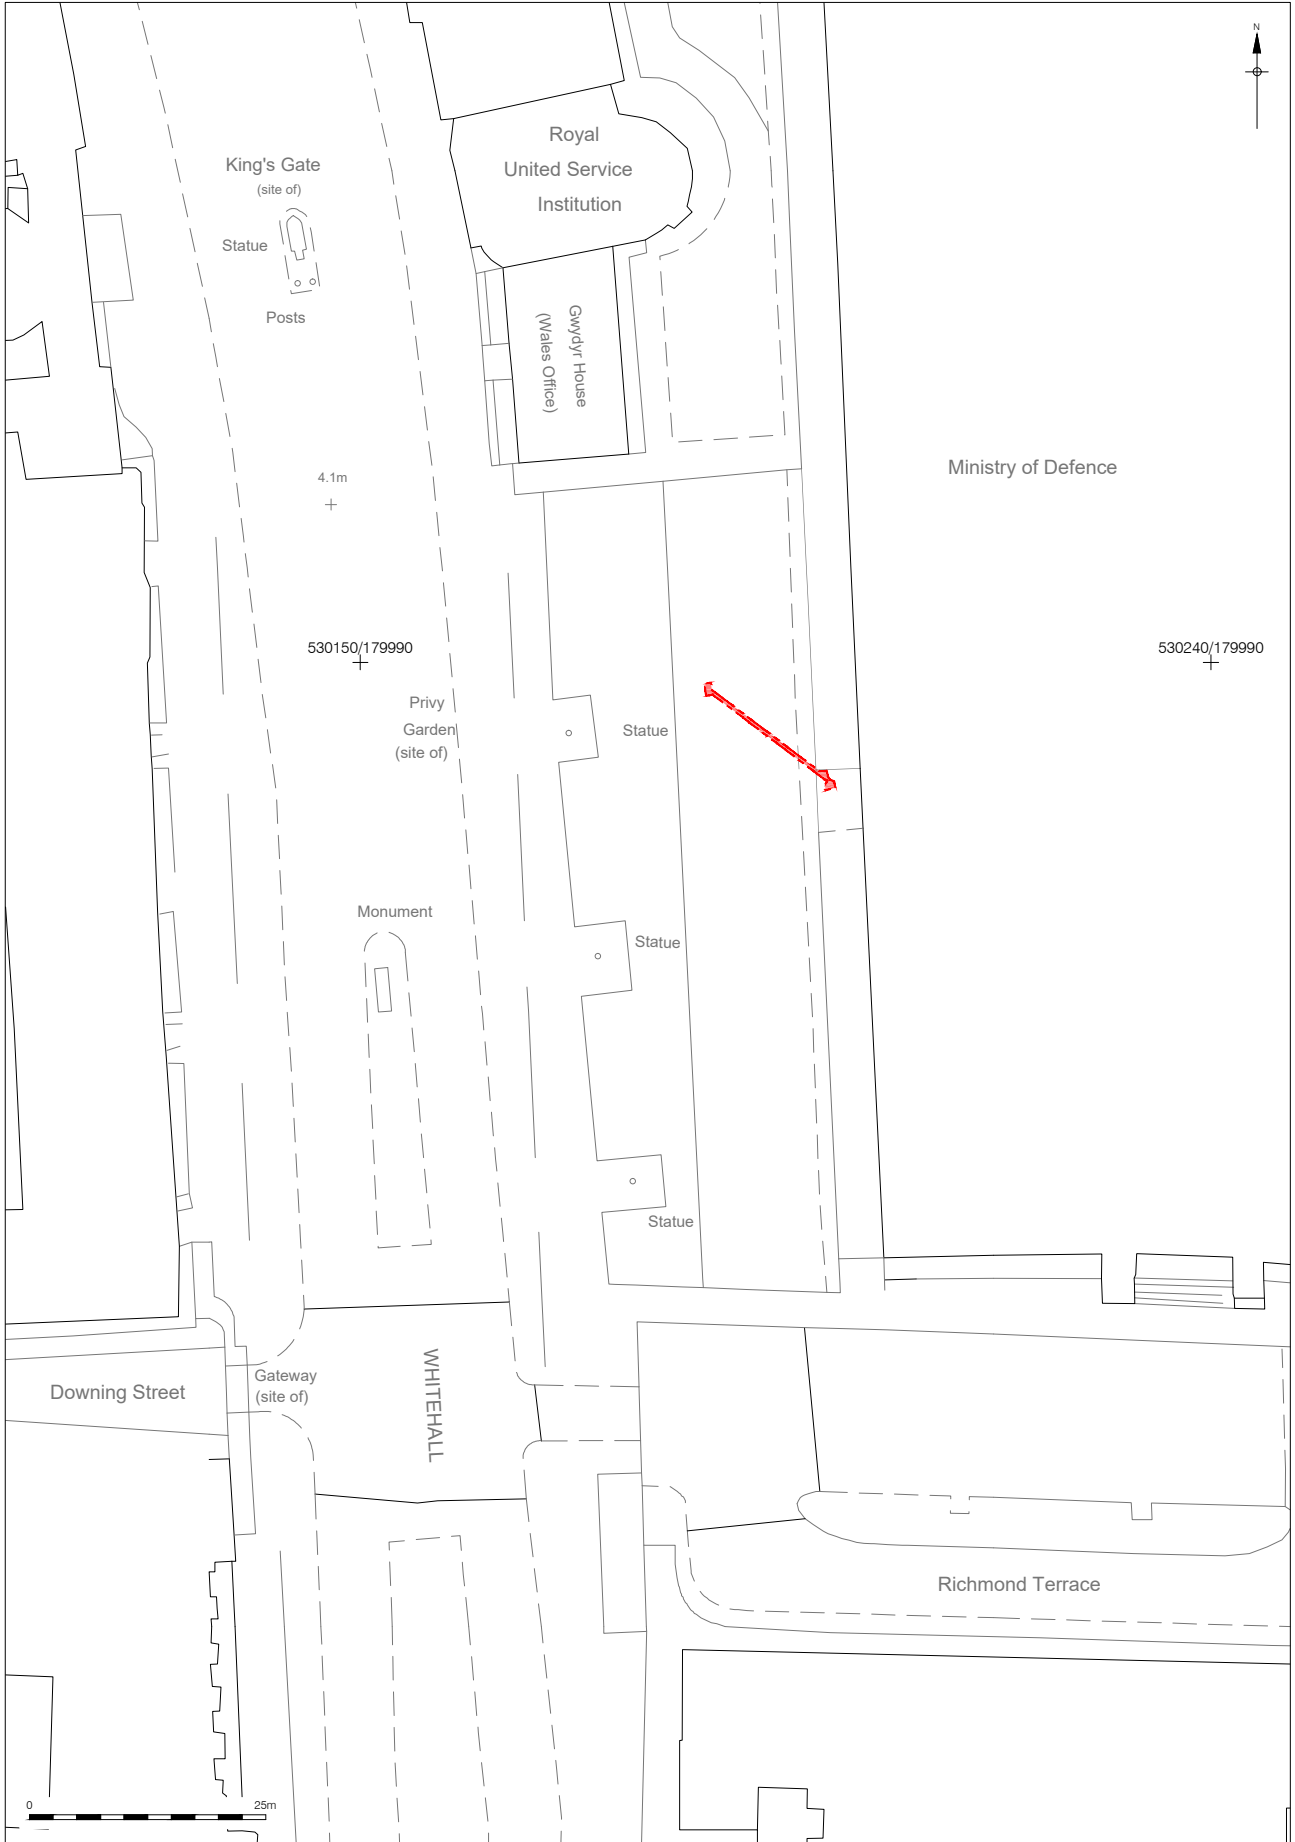 N
Royal
United Service
Institution
King's Gate
(site of)
Statue
Posts
Gwydyr House
(Wales Office)
4.1m
Ministry of Defence
530150/179990
530240/179990
Privy
Garden
(site of)
Statue
Monument
Statue
Statue
WHITEHALL
Gateway
(site of)
Downing Street
Richmond Terrace
0
25m